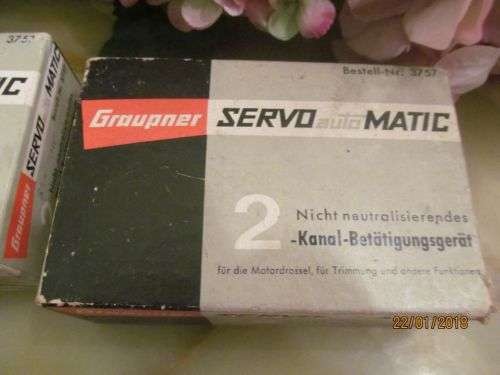 3757
IC
Graupner SERVO MATIC
Bestell-Nr. 3757
Graupner SERVO auto MATIC
2 Nicht neutralisierendes
-Kanal-Betätigungsgerät
für die Motordrossel, für Trimmung und andere Funktionen
22/01/2018